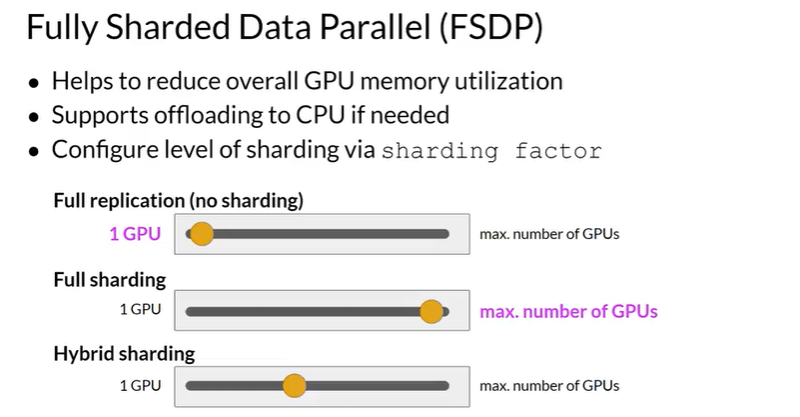 Fully Sharded Data Parallel (FSDP)
● Helps to reduce overall GPU memory utilization
● Supports offloading to CPU if needed
● Configure level of sharding via sharding factor
Full replication (no sharding)
1 GPU max. number of GPUs
Full sharding
1 GPU max. number of GPUs
Hybrid sharding
1 GPU max. number of GPUs